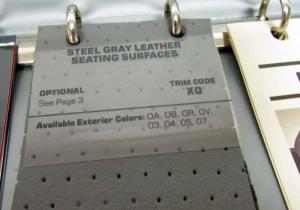 STEEL GRAY LEATHER
SEATING SURFACES
OPTIONAL TRIM CODE
See Page 3 XQ
Available Exterior Colors: 0A, 0B, 0R, 0V,
03, 04, 05, 07